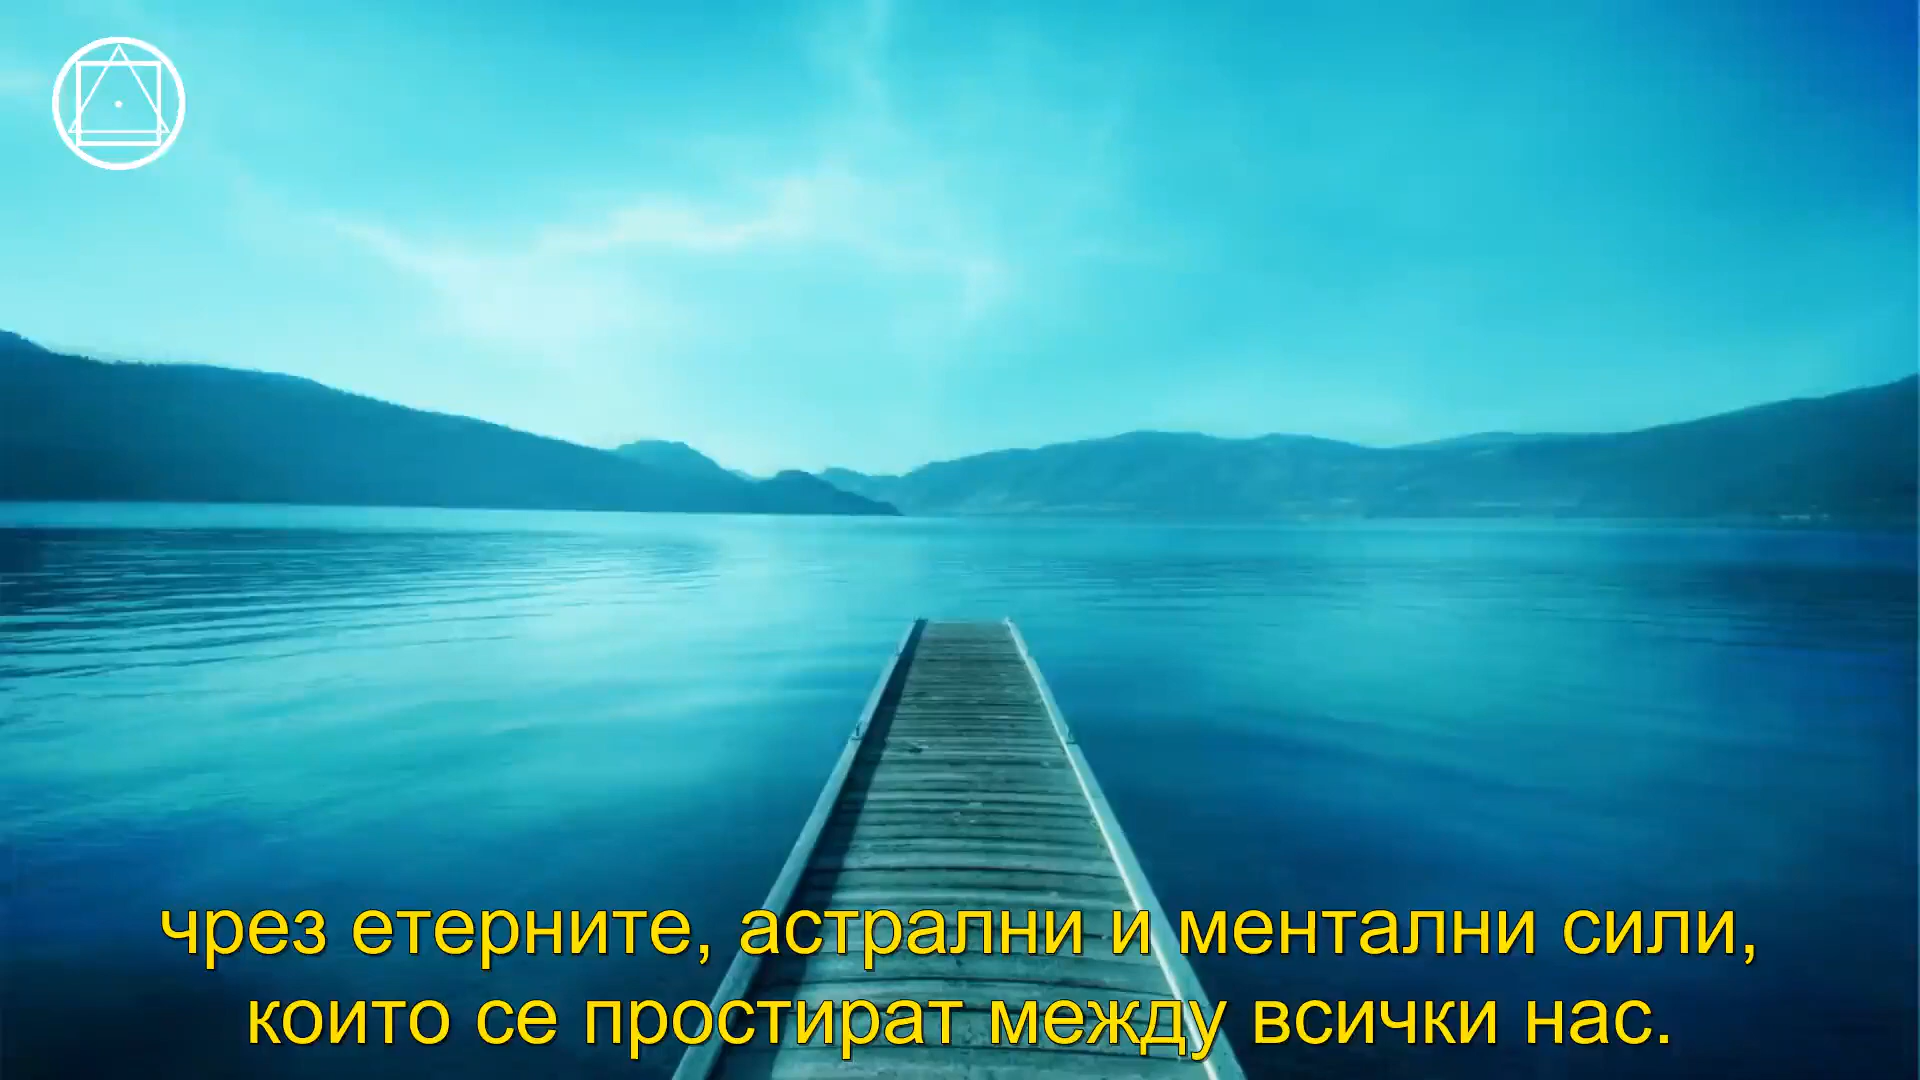 чрез етерните, астрални и ментални сили,
които се простират между всички нас.